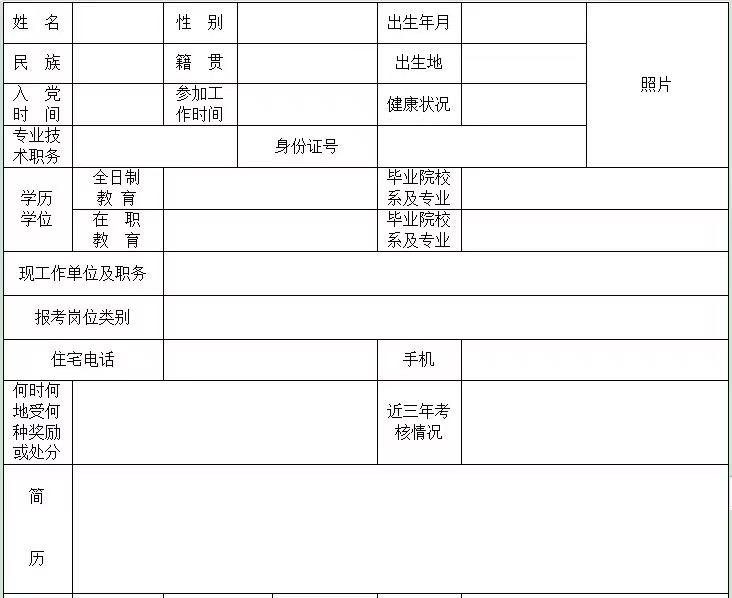 姓 名
性 别
出生年月
照片
民 族
籍 贯
出生地
入 党
时 间
参加工
作时间
健康状况
专业技
术职务
身份证号
学历
学位
全日制
教 育
毕业院校
系及专业
在 职
教 育
毕业院校
系及专业
现工作单位及职务
报考岗位类别
住宅电话
手机
何时何
地受何
种奖励
或处分
近三年考
核情况
简
历